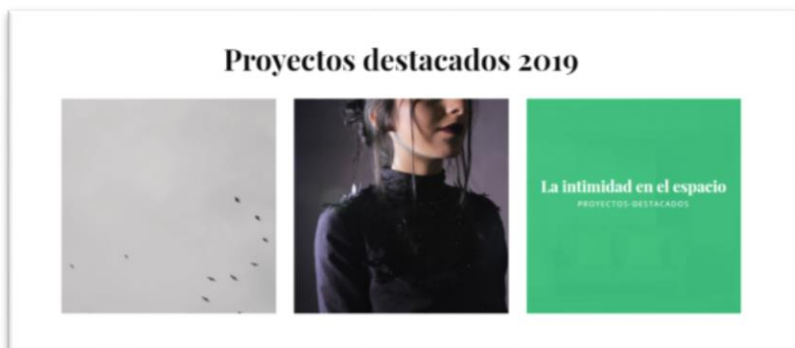 Proyectos destacados 2019
La intimidad en el espacio
PROYECTOS-DESTACADOS